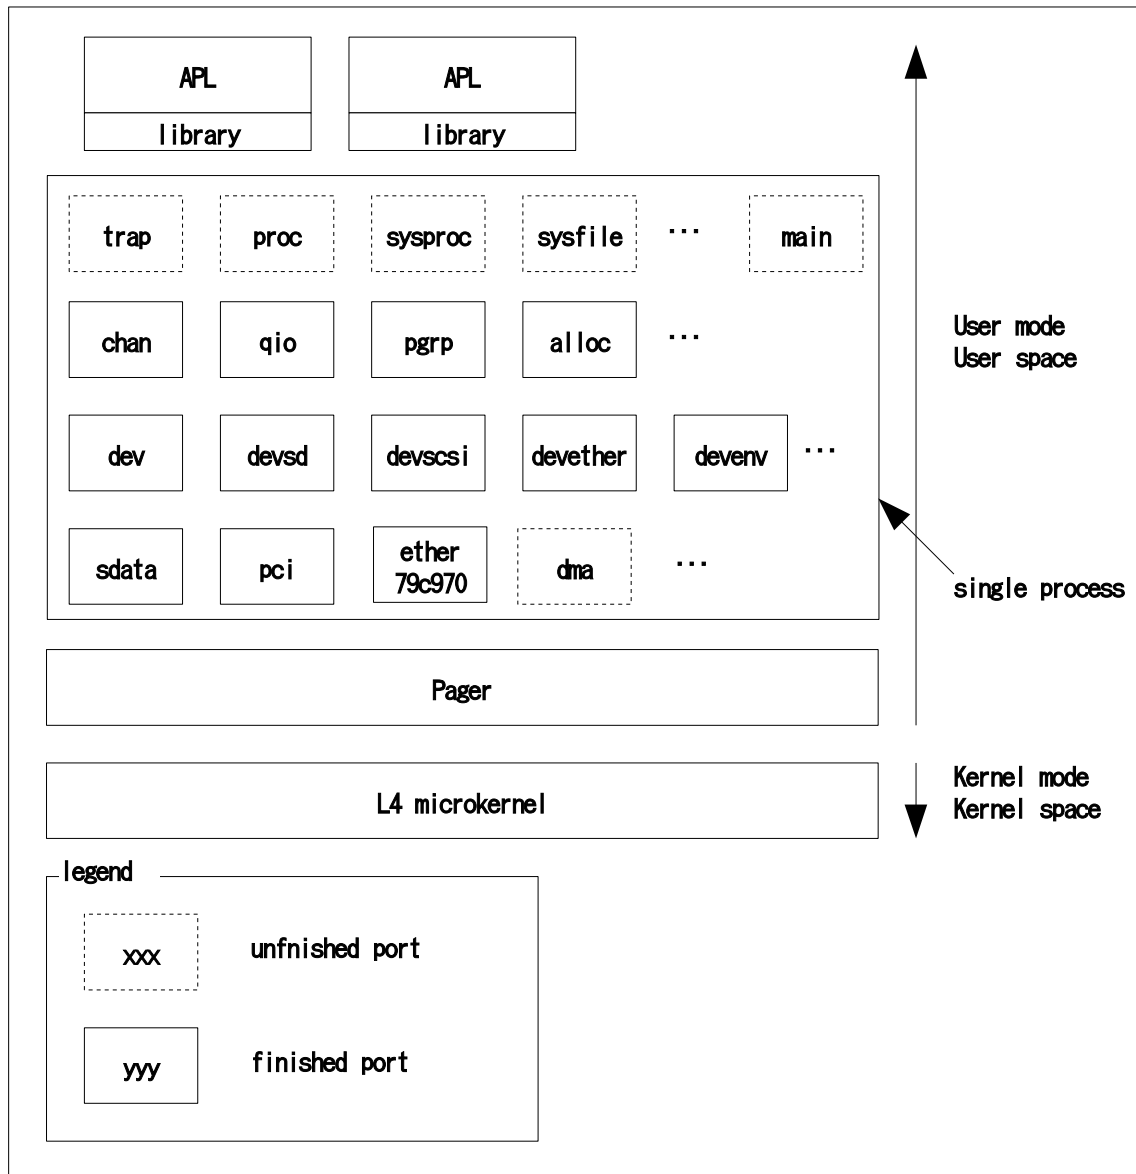 APL APL
library library
trap proc sysproc sysfile ... main
chan qio pgrp alloc ...
User mode
User space
dev devsd devscsi devether devenv ...
sdata pci ether
79c970 dma ...
single process
Pager
L4 microkernel
Kernel mode
Kernel space
legend
xxx unfnished port
yyy finished port